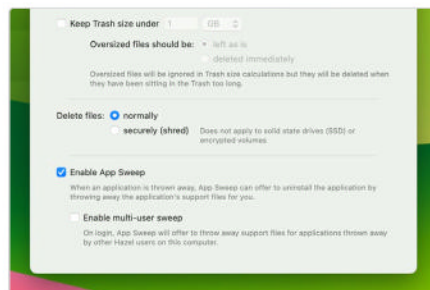 Keep Trash size under 1 GB
Oversized files should be: left as is
deleted immediately
Oversized files will be ignored in Trash size calculations but they will be deleted when
they have been sitting in the Trash too long.
Delete files: normally
securely (shred) Does not apply to solid state drives (SSD) or
encrypted volumes.
Enable App Sweep
When an application is thrown away, App Sweep can offer to uninstall the application by
throwing away the application's support files for you.
Enable multi-user sweep
On login, App Sweep will offer to throw away support files for applications thrown away
by other Hazel users on this computer.